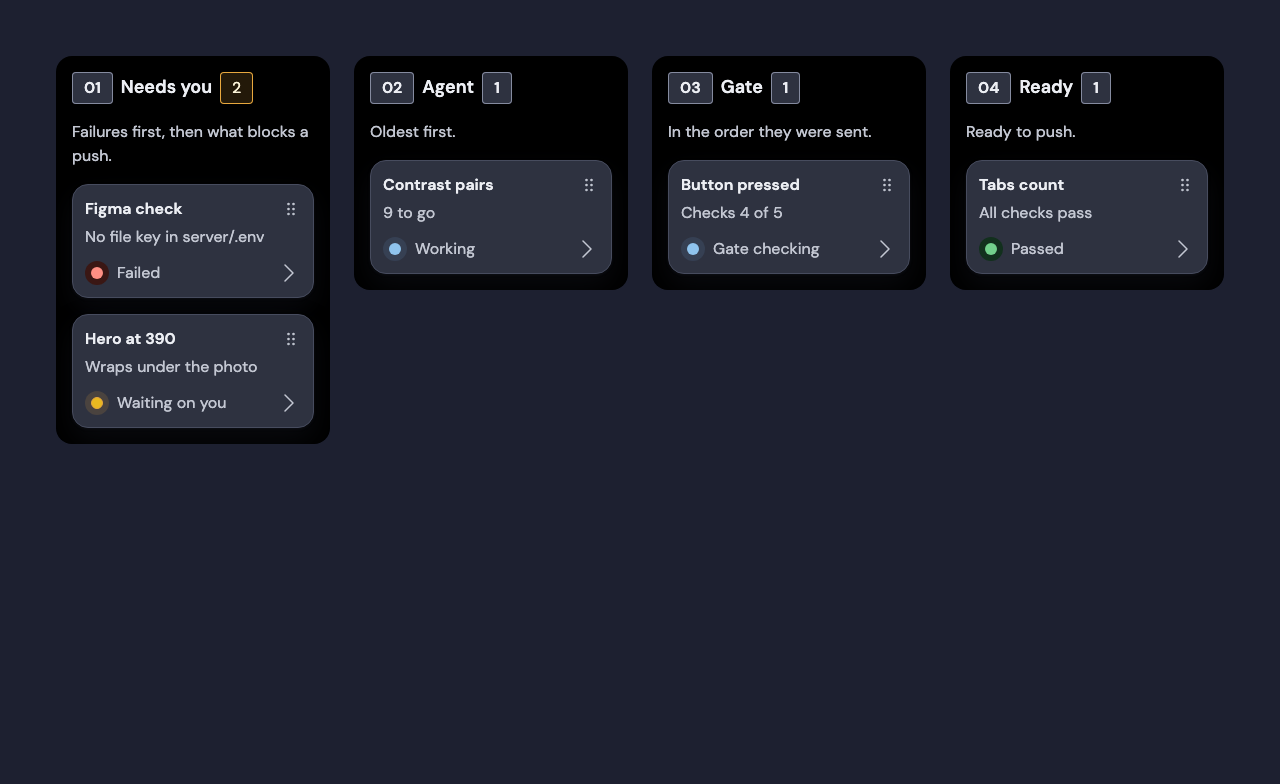 01 Needs you 2
Failures first, then what blocks a
push.
Figma check
No file key in server/.env
Failed
Hero at 390
Wraps under the photo
Waiting on you
02 Agent 1
Oldest first.
Contrast pairs
9 to go
Working
03 Gate 1
In the order they were sent.
Button pressed
Checks 4 of 5
Gate checking
04 Ready 1
Ready to push.
Tabs count
All checks pass
Passed